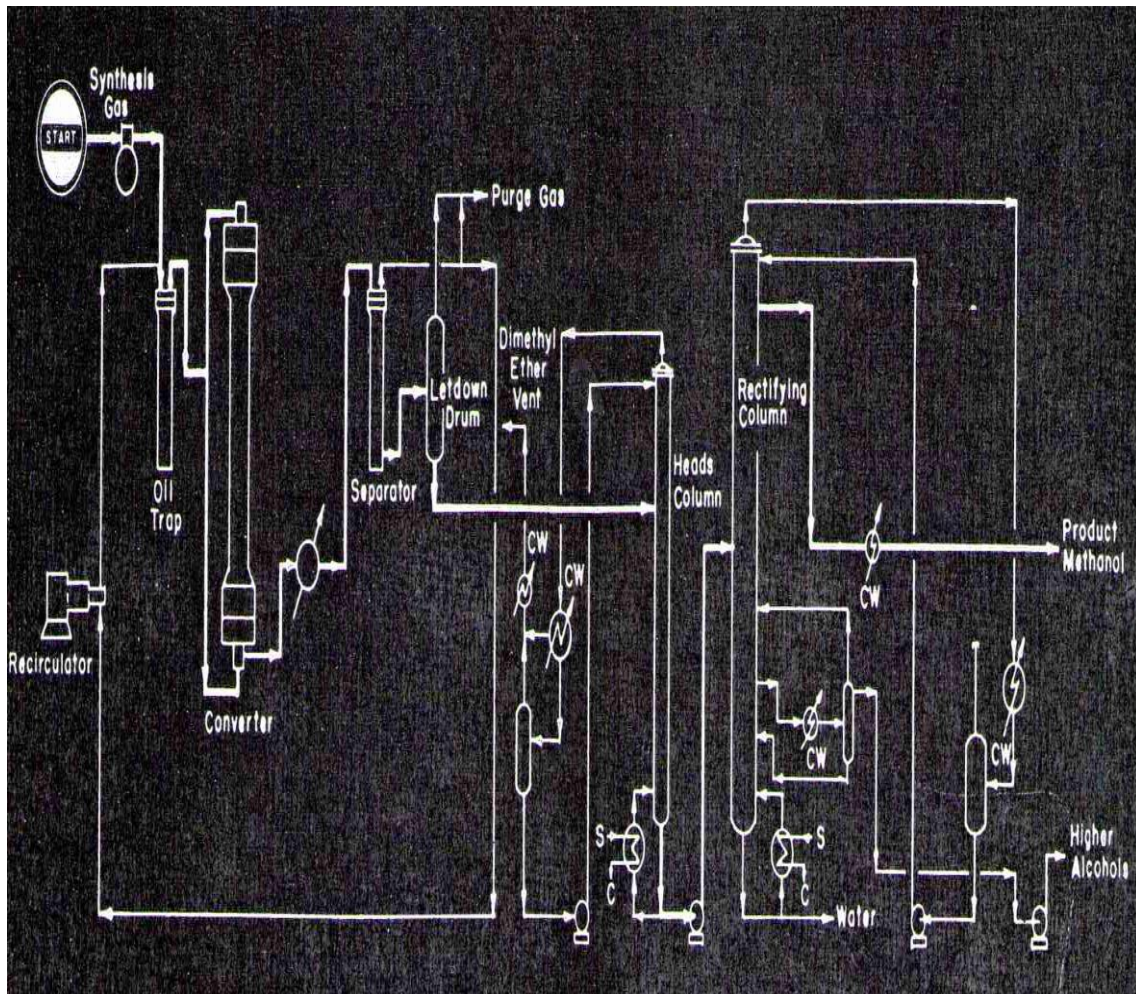 Synthesis
Gas
START
Purge Gas
Dimethyl
Ether
Vent
Letdown
Drum
Rectifying
Column
Heads
Column
Separator
Oil
Trap
CW
CW
Product
Methanol
CW
Recirculator
Converter
CW
CW
S
C
S
C
Higher
Alcohols
Water